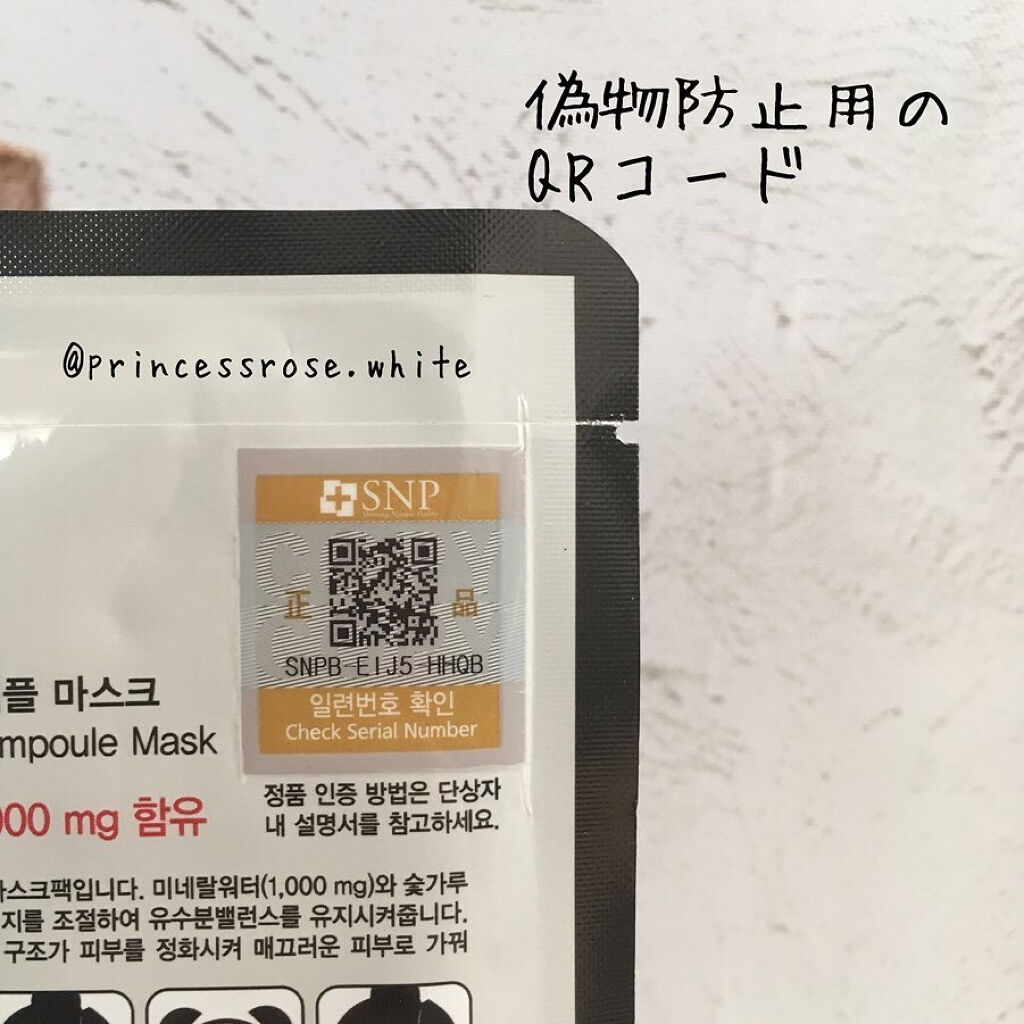 偽物防止用の
QRコード
@princessrose.white
SNP
正 品
SNPB EIJ5 HHQB
일련번호 확인
Check Serial Number
플 마스크
mpoule Mask
000 mg 함유
정품 인증 방법은 단상자
내 설명서를 참고하세요.
마스크팩입니다. 미네랄워터(1,000 mg)와 숯가루
지를 조절하여 유수분밸런스를 유지시켜줍니다.
구조가 피부를 정화시켜 매끄러운 피부로 가꿔